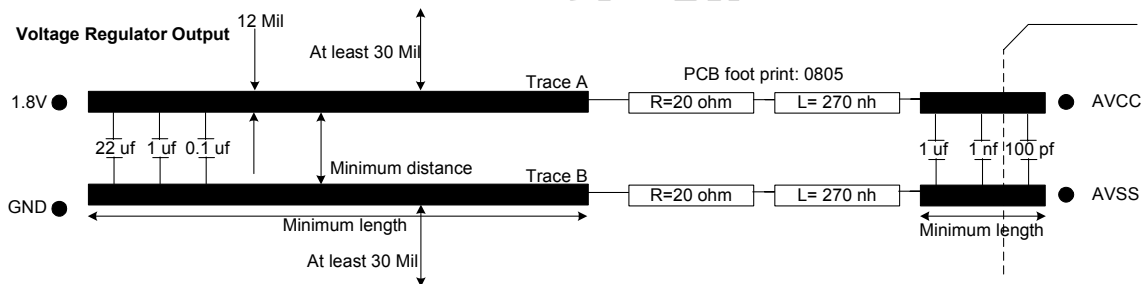 12 Mil
Voltage Regulator Output
At least 30 Mil
Trace A
PCB foot print: 0805
1.8V
R=20 ohm
L= 270 nh
AVCC
22 uf
1 uf
0.1 uf
Minimum distance
1 uf
1 nf
100 pf
Trace B
GND
R=20 ohm
L= 270 nh
AVSS
Minimum length
Minimum length
At least 30 Mil